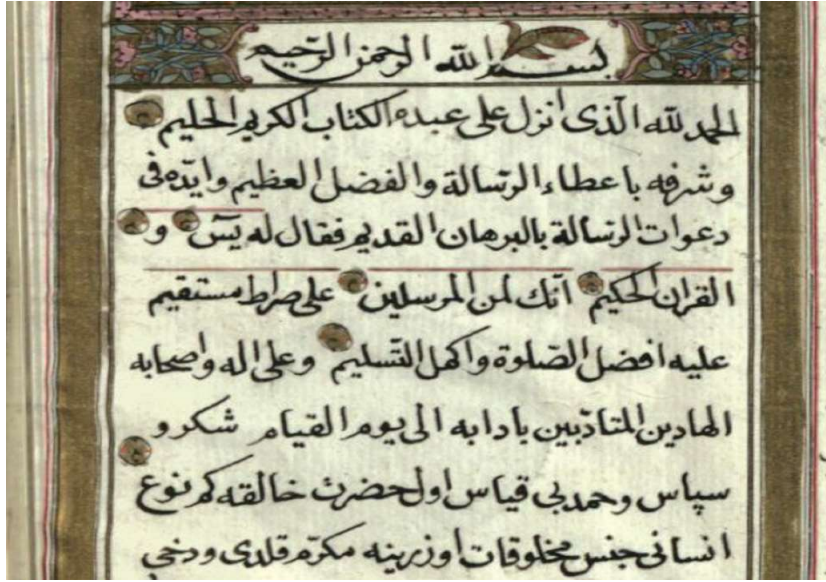 بسم الله الرحمن الرحيم
الحمد لله الذى انزل على عبده الكتاب الكريم الحليم
وشرفه باعطاء الرسالة والفضل العظيم وايده فى
دعوات الرسالة بالبرهان القديم فقال له يس و
القران الحكيم انك لمن المرسلين على صراط مستقيم
عليه افضل الصلوة واكمل التسليم وعلى اله واصحابه
الهادين المتادبين بادابه الى يوم القيام شكر و
سپاس وحمد بى قياس اول حضرت خالقه كم نوع
انسانى جنس مخلوقات اوزرينه مكرم قلدى ودخى